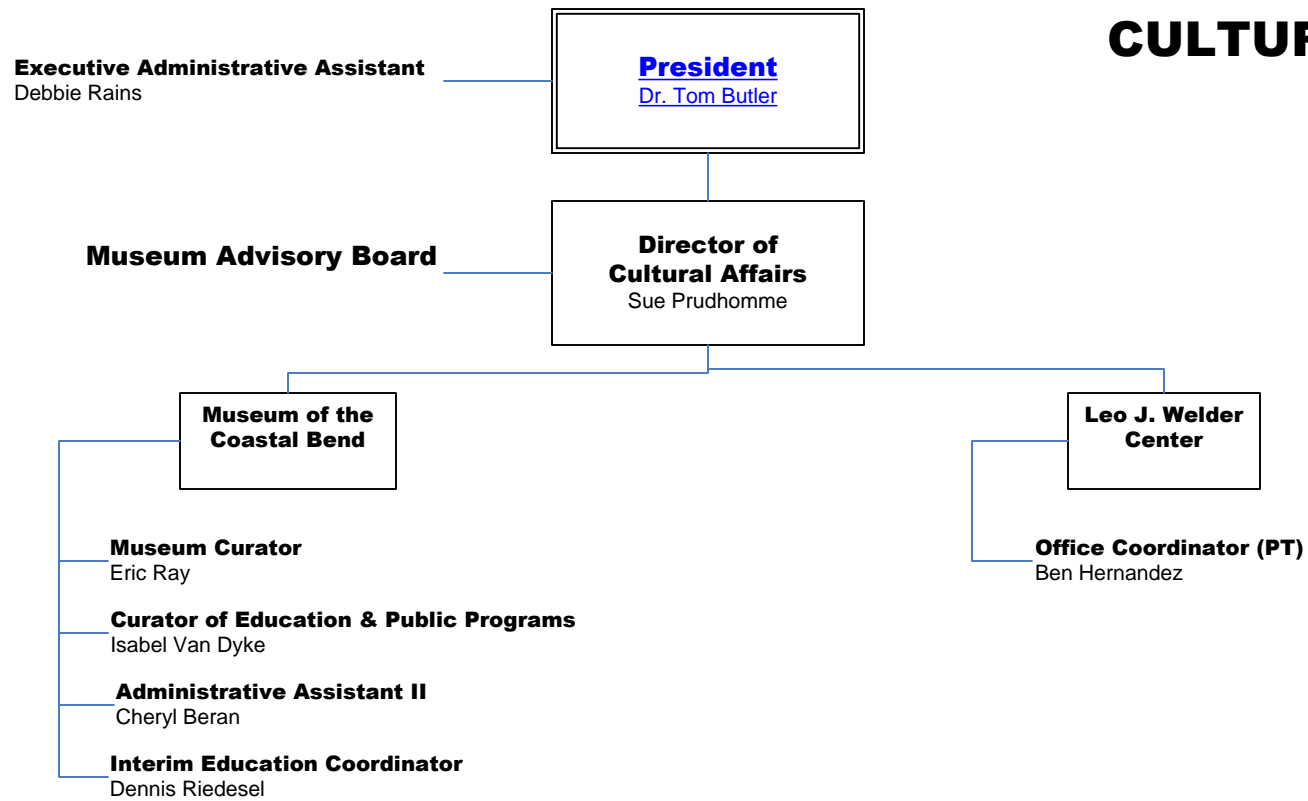 CULTUR
Executive Administrative Assistant
Debbie Rains
President
Dr. Tom Butler
Museum Advisory Board
Director of
Cultural Affairs
Sue Prudhomme
Museum of the
Coastal Bend
Leo J. Welder
Center
Museum Curator
Eric Ray
Curator of Education & Public Programs
Isabel Van Dyke
Administrative Assistant II
Cheryl Beran
Interim Education Coordinator
Dennis Riedesel
Office Coordinator (PT)
Ben Hernandez